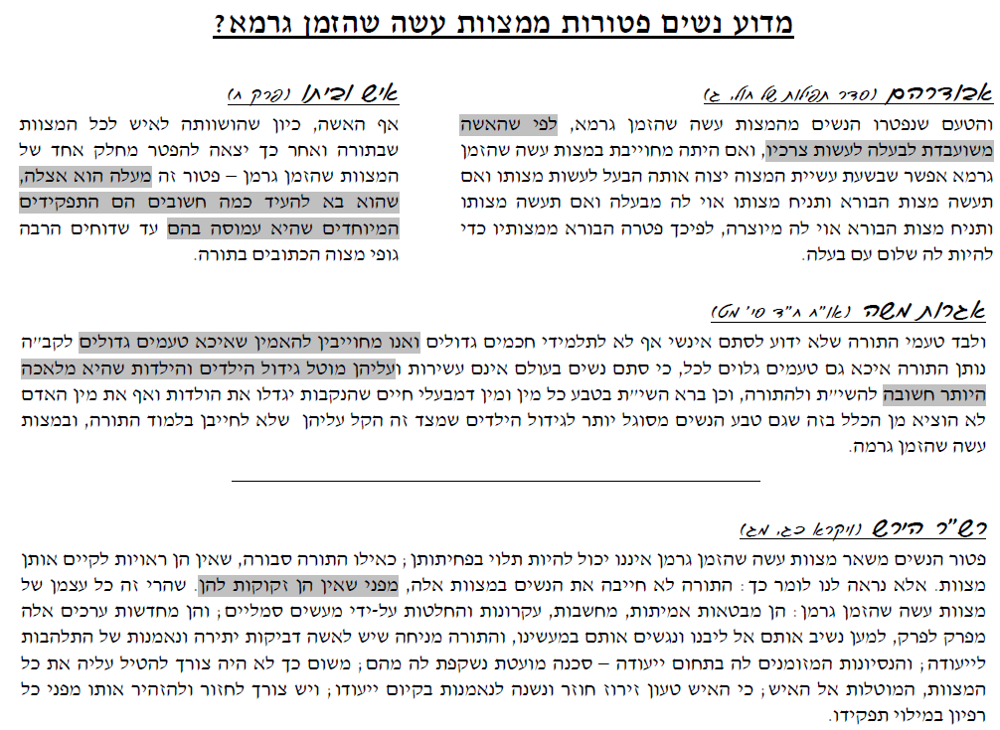 מדוע נשים פטורות ממצוות עשה שהזמן גרמא?
אבודרהם (סדר תפילות של חול, ג)
והטעם שנפטרו הנשים מהמצות עשה שהזמן גרמא, לפי שהאשה
משועבדת לבעלה לעשות צרכיו, ואם היתה מחוייבת במצות עשה שהזמן
גרמא אפשר שבשעת עשיית המצוה יצוה אותה הבעל לעשות מצותו ואם
תעשה מצות הבורא ותניח מצותו אוי לה מבעלה ואם תעשה מצותו
ותניח מצות הבורא אוי לה מיוצרה, לפיכך פטרה הבורא ממצותיו כדי
להיות לה שלום עם בעלה.
איש וביתו (פרק ח)
אף האשה, כיון שהושוותה לאיש לכל המצוות
שבתורה ואחר כך יצאה להפטר מחלק אחד של
המצוות שהזמן גרמן – פטור זה מעלה הוא אצלה,
שהוא בא להעיד כמה חשובים הם התפקידים
המיוחדים שהיא עמוסה בהם עד שדוחים הרבה
גופי מצוה הכתובים בתורה.
אגרות משה (או"ח ח"ד סי' מט)
ולבד טעמי התורה שלא ידוע לסתם אינשי אף לא לתלמידי חכמים גדולים ואנו מחוייבין להאמין שאיכא טעמים גדולים לקב"ה
נותן התורה איכא גם טעמים גלוים לכל, כי סתם נשים בעולם אינם עשירות ועליהן מוטל גידול הילדים והילדות שהיא מלאכה
היותר חשובה להשי"ת ולהתורה, וכן ברא השי"ת בטבע כל מין ומין דמבעלי חיים שהנקבות יגדלו את הולדות ואף את מין האדם
לא הוציא מן הכלל בזה שגם טבע הנשים מסוגל יותר לגידול הילדים שמצד זה הקל עליהן שלא לחייבן בלמוד התורה, ובמצות
עשה שהזמן גרמה.
רש"ר הירש (ויקרא כג, מג)
פטור הנשים משאר מצוות עשה שהזמן גרמן איננו יכול להיות תלוי בפחיתותן; כאילו התורה סבורה, שאין הן ראויות לקיים אותן
מצוות. אלא נראה לנו לומר כך: התורה לא חייבה את הנשים במצוות אלה, מפני שאין הן זקוקות להן. שהרי זה כל עצמן של
מצוות עשה שהזמן גרמן: הן מבטאות אמיתות, מחשבות, עקרונות והחלטות על-ידי מעשים סמליים; והן מחדשות ערכים אלה
מפרק לפרק, למען נשיב אותם אל ליבנו ונגשים אותם במעשינו, והתורה מניחה שיש לאשה דביקות יתירה ונאמנות של התלהבות
לייעודה; והנסיונות המזומנים לה בתחום ייעודה – סכנה מועטת נשקפת לה מהם; משום כך לא היה צורך להטיל עליה את כל
המצוות, המוטלות אל האיש; כי האיש טעון זירוז חוזר ונשנה לנאמנות בקיום ייעודו; ויש צורך לחזור ולהזהיר אותו מפני כל
רפיון במילוי תפקידו.